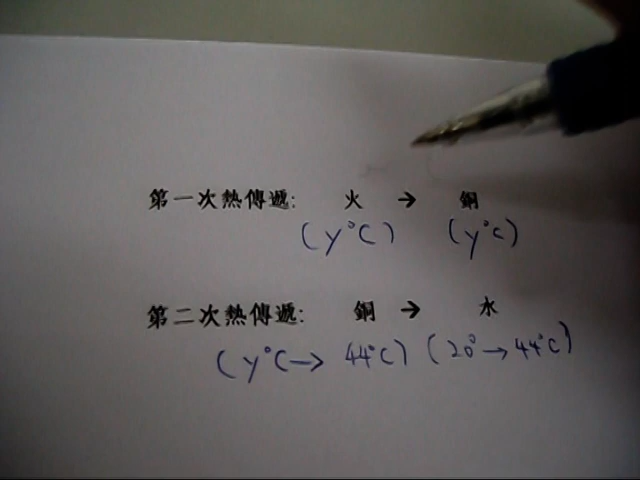 第一次熱傳遞: 火 → 銅
(y°C) (y°C)
第二次熱傳遞: 銅 → 水
(y°C → 44°C) (20° → 44°C)